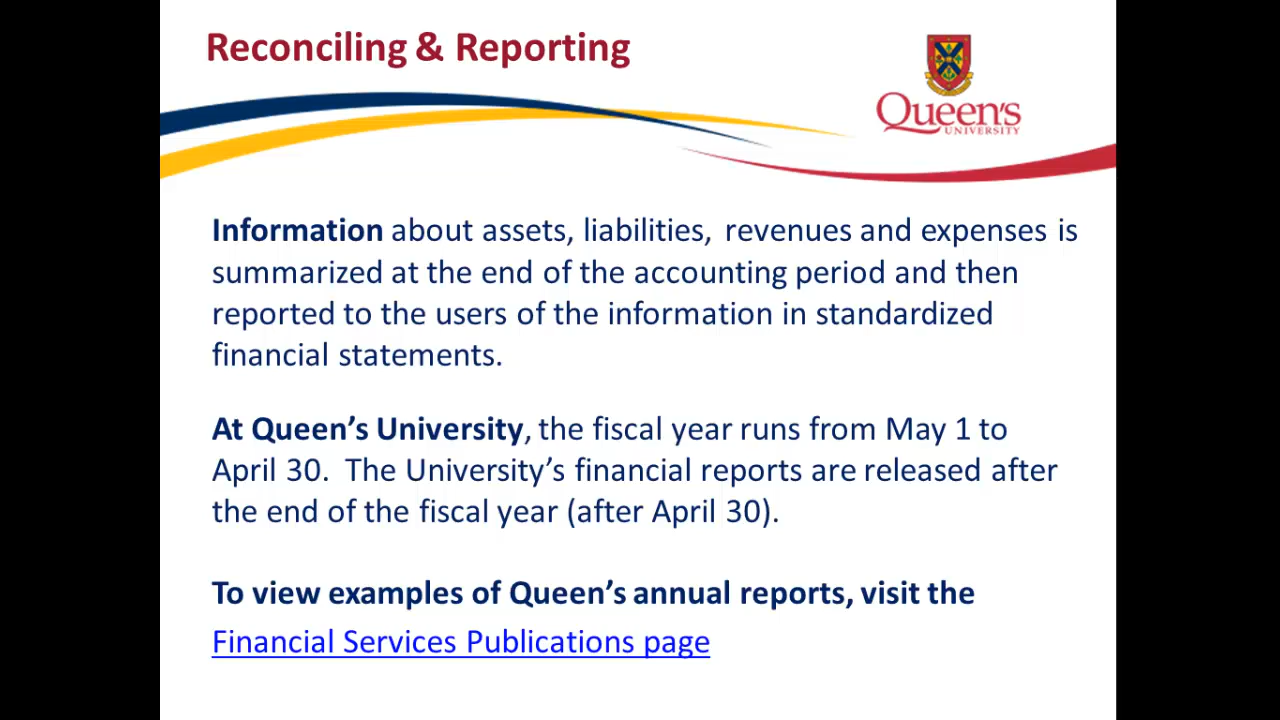 Reconciling & Reporting
Queen's
UNIVERSITY
Information about assets, liabilities, revenues and expenses is
summarized at the end of the accounting period and then
reported to the users of the information in standardized
financial statements.
At Queen’s University, the fiscal year runs from May 1 to
April 30. The University’s financial reports are released after
the end of the fiscal year (after April 30).
To view examples of Queen’s annual reports, visit the
Financial Services Publications page